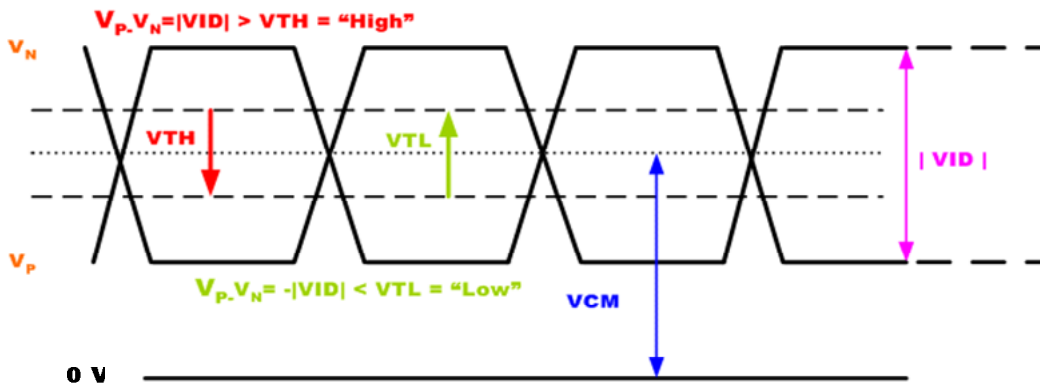 VP-VN=|VID| > VTH = “High”
VN
VTH
VTL
| VID |
VP
VP-VN= -|VID| < VTL = “Low”
VCM
0 V